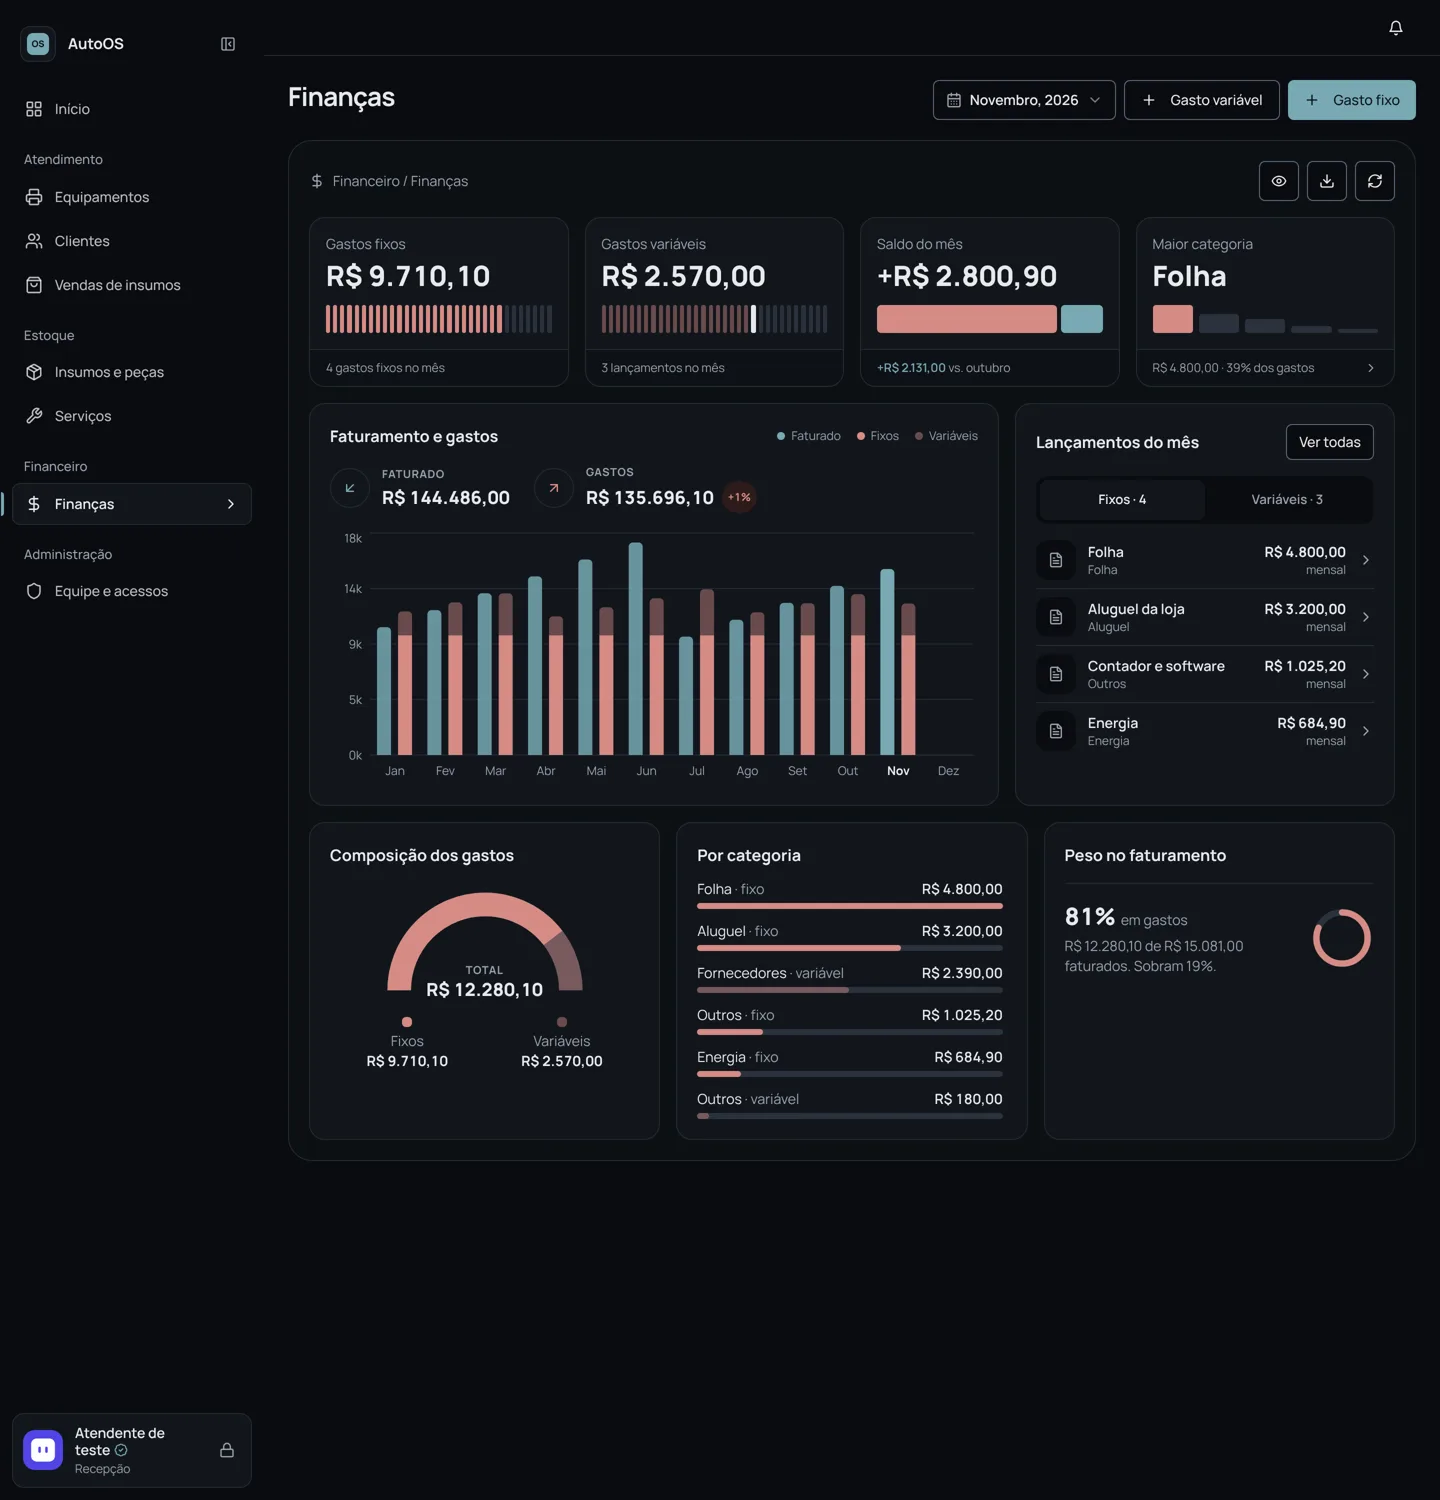 OS
AutoOS
Início
Atendimento
Equipamentos
Clientes
Vendas de insumos
Estoque
Insumos e peças
Serviços
Financeiro
Finanças
Administração
Equipe e acessos
Atendente de
teste
Recepção
Finanças
Novembro, 2026
Gasto variável
Gasto fixo
Financeiro / Finanças
Gastos fixos
R$ 9.710,10
4 gastos fixos no mês
Gastos variáveis
R$ 2.570,00
3 lançamentos no mês
Saldo do mês
+R$ 2.800,90
+R$ 2.131,00 vs. outubro
Maior categoria
Folha
R$ 4.800,00 · 39% dos gastos
Faturamento e gastos
Faturado
Fixos
Variáveis
FATURADO
R$ 144.486,00
GASTOS
R$ 135.696,10
+1%
18k
14k
9k
5k
0k
Jan
Fev
Mar
Abr
Mai
Jun
Jul
Ago
Set
Out
Nov
Dez
Lançamentos do mês
Ver todas
Fixos · 4
Variáveis · 3
Folha R$ 4.800,00
Folha mensal
Aluguel da loja R$ 3.200,00
Aluguel mensal
Contador e software R$ 1.025,20
Outros mensal
Energia R$ 684,90
Energia mensal
Composição dos gastos
TOTAL
R$ 12.280,10
Fixos
R$ 9.710,10
Variáveis
R$ 2.570,00
Por categoria
Folha · fixo R$ 4.800,00
Aluguel · fixo R$ 3.200,00
Fornecedores · variável R$ 2.390,00
Outros · fixo R$ 1.025,20
Energia · fixo R$ 684,90
Outros · variável R$ 180,00
Peso no faturamento
81% em gastos
R$ 12.280,10 de R$ 15.081,00
faturados. Sobram 19%.